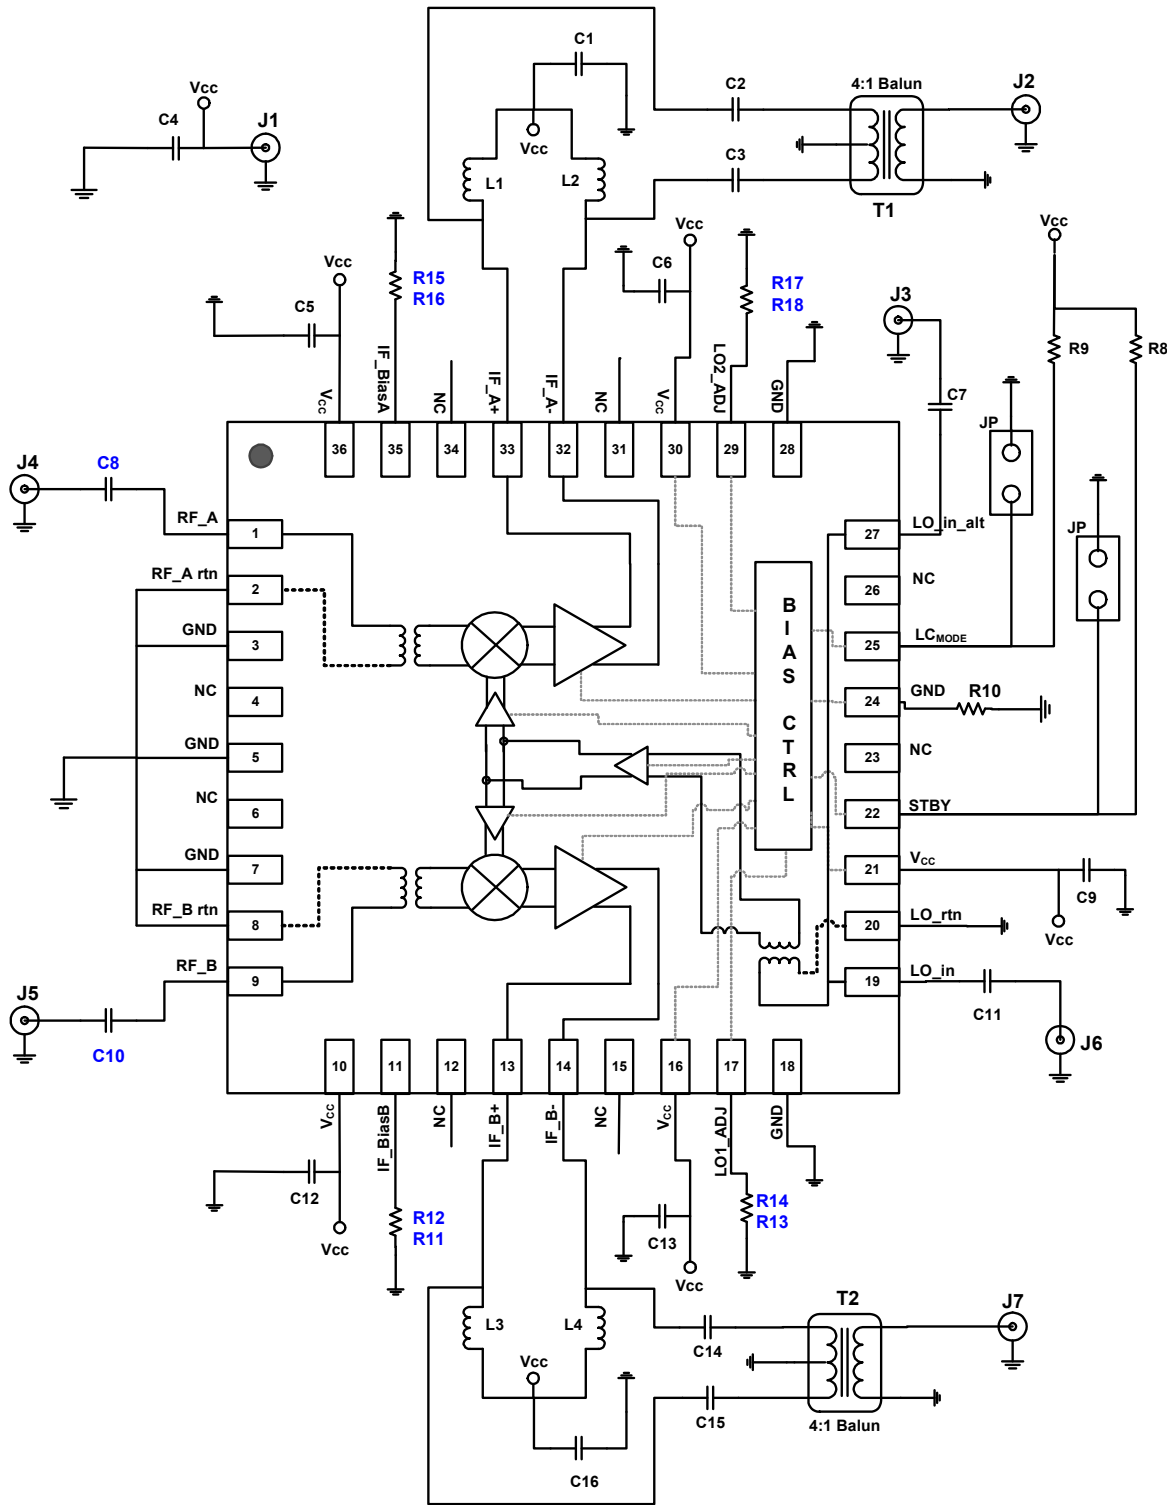 C1
C2
4:1 Balun
J2
Vcc
C4
J1
Vcc
C3
L1
L2
T1
Vcc
Vcc
Vcc
C6
R15
R16
R17
R18
C5
J3
R9
R8
C7
JP
JP
Vcc
IF_BiasA
NC
IF_A+
IF_A-
NC
Vcc
LO2_ADJ
GND
36
35
34
33
32
31
30
29
28
J4
C8
RF_A
1
27
LO_in_alt
RF_A rtn
2
26
NC
GND
3
25
LCMODE
NC
4
24
GND
R10
GND
5
23
NC
NC
6
22
STBY
GND
7
21
Vcc
C9
RF_B rtn
8
20
LO_rtn
Vcc
RF_B
9
19
LO_in
C11
J6
J5
C10
BIAS CTRL
10
11
12
13
14
15
16
17
18
Vcc
IF_BiasB
NC
IF_B+
IF_B-
NC
Vcc
LO1_ADJ
GND
C12
Vcc
R12
R11
C13
Vcc
R14
R13
L3
L4
Vcc
C14
T2
J7
C15
4:1 Balun
C16